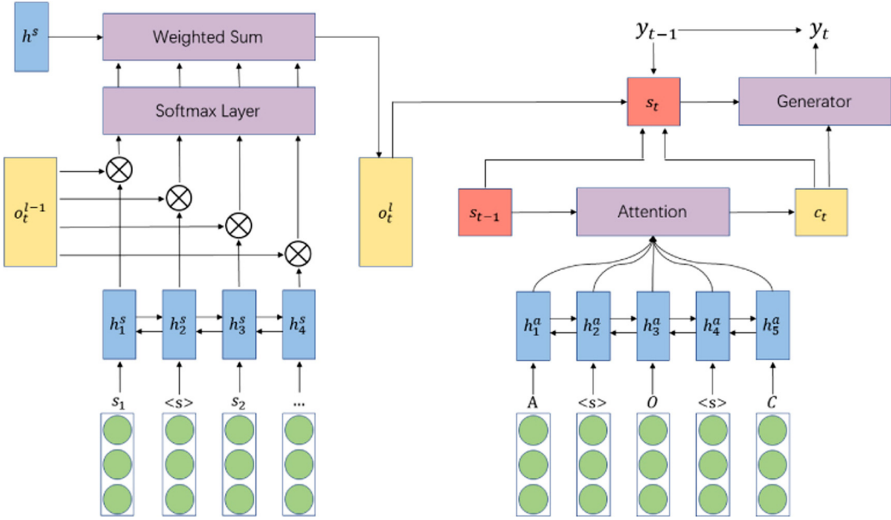 h^s
Weighted Sum
Softmax Layer
o_t^{l-1}
h_1^s h_2^s h_3^s h_4^s
s_1 <s> s_2 ...
o_t^l
y_{t-1} y_t
s_t Generator
s_{t-1} Attention c_t
h_1^a h_2^a h_3^a h_4^a h_5^a
A <s> O <s> C